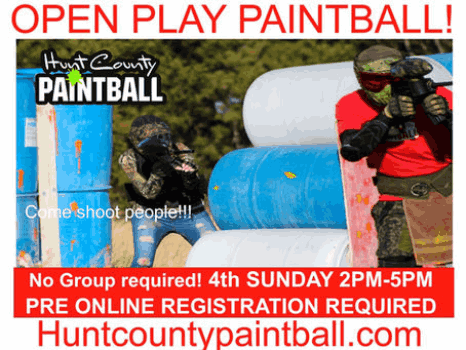 OPEN PLAY PAINTBALL!
Hunt County
PAINTBALL
Come shoot people!!!
No Group required! 4th SUNDAY 2PM-5PM
PRE ONLINE REGISTRATION REQUIRED
Huntcountypaintball.com